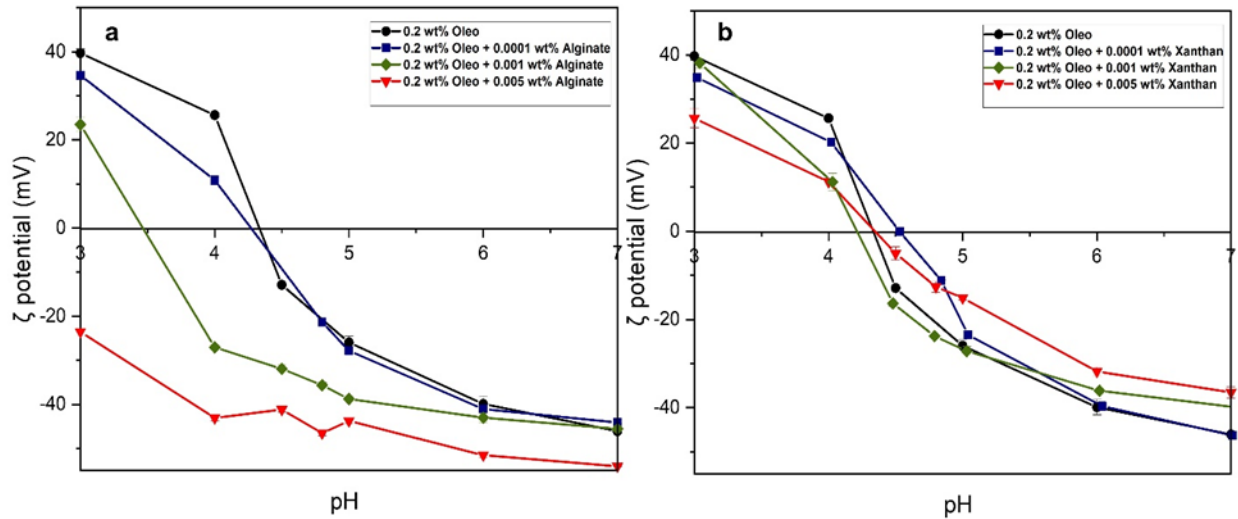 a
0.2 wt% Oleo
0.2 wt% Oleo + 0.0001 wt% Alginate
0.2 wt% Oleo + 0.001 wt% Alginate
0.2 wt% Oleo + 0.005 wt% Alginate
40
20
0
-20
-40
3
4
5
6
7
ζ potential (mV)
pH
b
0.2 wt% Oleo
0.2 wt% Oleo + 0.0001 wt% Xanthan
0.2 wt% Oleo + 0.001 wt% Xanthan
0.2 wt% Oleo + 0.005 wt% Xanthan
40
20
0
-20
-40
3
4
5
6
7
ζ potential (mV)
pH